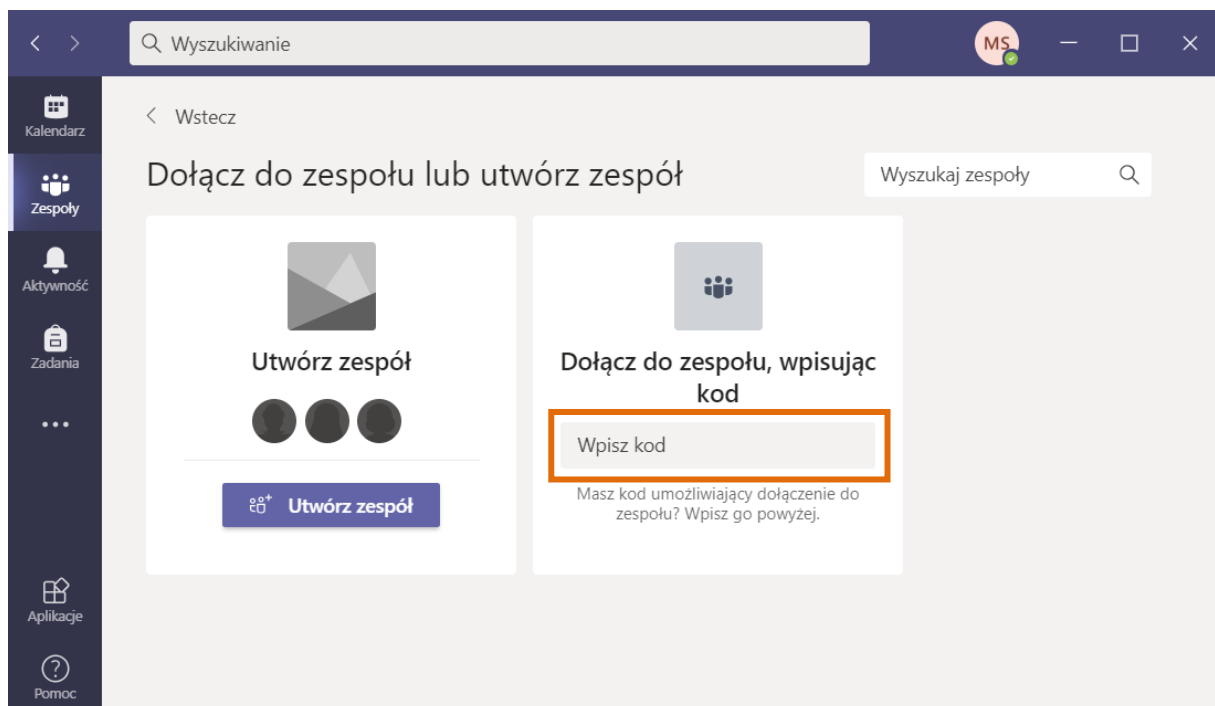 Wyszukiwanie
MS
Kalendarz
Zespoły
Aktywność
Zadania
Aplikacje
Pomoc
Wstecz
Dołącz do zespołu lub utwórz zespół
Wyszukaj zespoły
Utwórz zespół
Utwórz zespół
Dołącz do zespołu, wpisując
kod
Wpisz kod
Masz kod umożliwiający dołączenie do
zespołu? Wpisz go powyżej.